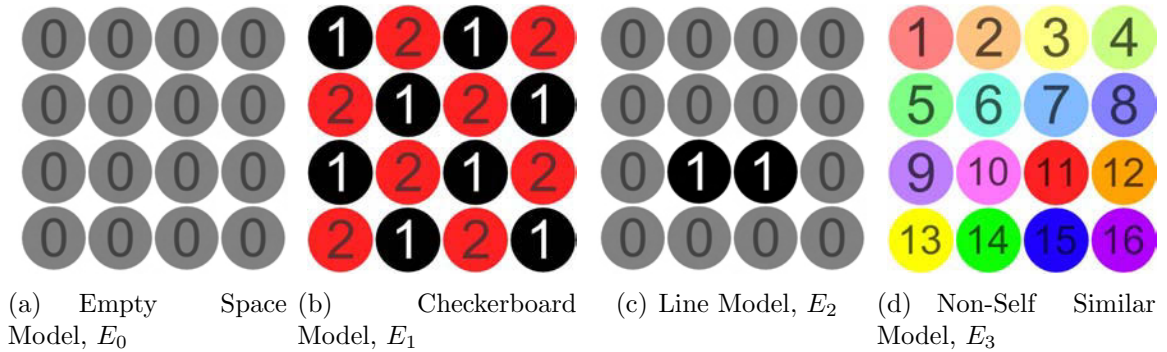 0 0 0 0 1 2 1 2 0 0 0 0 1 2 3 4
0 0 0 0 2 1 2 1 0 0 0 0 5 6 7 8
0 0 0 0 1 2 1 2 0 1 1 0 9 10 11 12
0 0 0 0 2 1 2 1 0 0 0 0 13 14 15 16
(a) Empty Space
Model, E0
(b) Checkerboard
Model, E1
(c) Line Model, E2
(d) Non-Self Similar
Model, E3